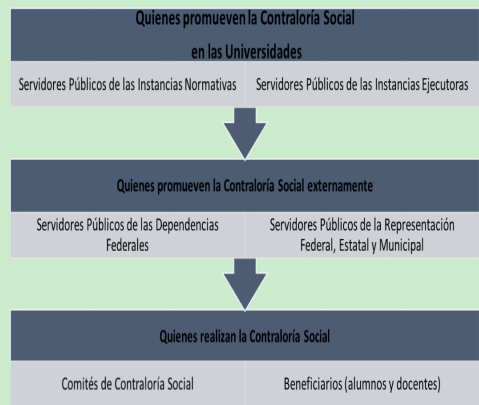 Quienes promueven la Contraloría Social
en las Universidades
Servidores Públicos de las Instancias Normativas
Servidores Públicos de las Instancias Ejecutoras
Quienes promueven la Contraloría Social externamente
Servidores Públicos de las Dependencias
Federales
Servidores Públicos de la Representación
Federal, Estatal y Municipal
Quienes realizan la Contraloría Social
Comités de Contraloría Social
Beneficiarios (alumnos y docentes)